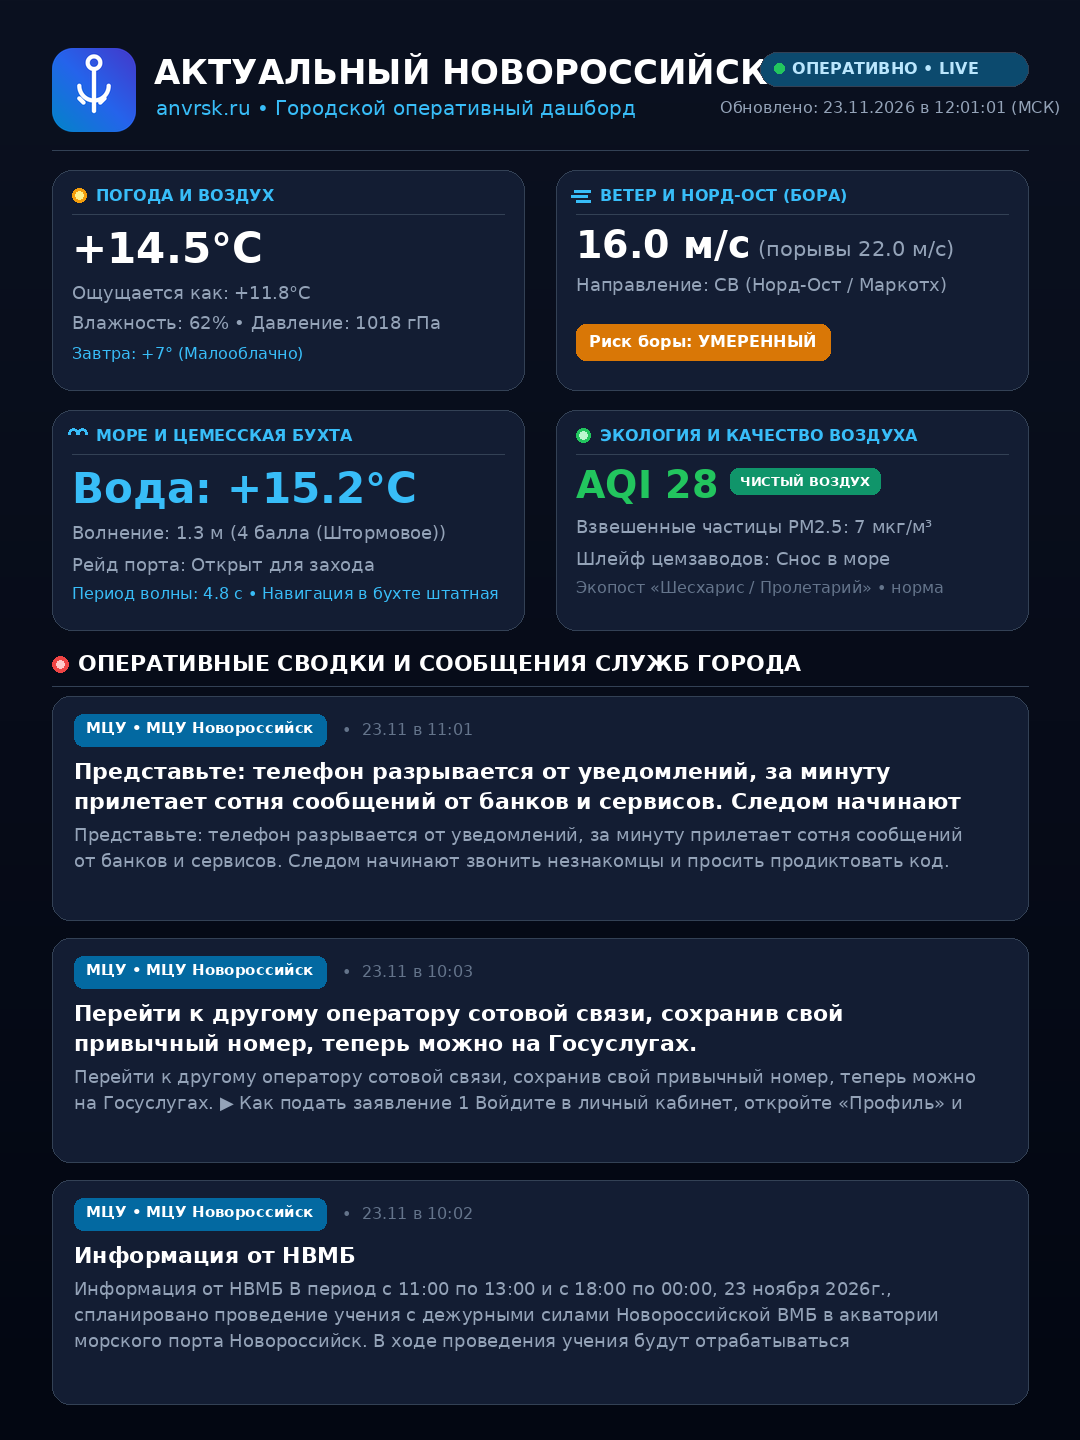 АКТУАЛЬНЫЙ НОВОРОССИЙСК
ОПЕРАТИВНО • LIVE
anvrsk.ru • Городской оперативный дашборд
Обновлено: 23.11.2026 в 12:01:01 (МСК)
ПОГОДА И ВОЗДУХ
+14.5°C
Ощущается как: +11.8°C
Влажность: 62% • Давление: 1018 гПа
Завтра: +7° (Малооблачно)
ВЕТЕР И НОРД-ОСТ (БОРА)
16.0 м/с (порывы 22.0 м/с)
Направление: СВ (Норд-Ост / Маркотх)
Риск боры: УМЕРЕННЫЙ
МОРЕ И ЦЕМЕССКАЯ БУХТА
Вода: +15.2°C
Волнение: 1.3 м (4 балла (Штормовое))
Рейд порта: Открыт для захода
Период волны: 4.8 с • Навигация в бухте штатная
ЭКОЛОГИЯ И КАЧЕСТВО ВОЗДУХА
AQI 28 ЧИСТЫЙ ВОЗДУХ
Взвешенные частицы PM2.5: 7 мкг/м³
Шлейф цемзаводов: Снос в море
Экопост «Шесхарис / Пролетарий» • норма
ОПЕРАТИВНЫЕ СВОДКИ И СООБЩЕНИЯ СЛУЖБ ГОРОДА
МЦУ • МЦУ Новороссийск • 23.11 в 11:01
Представьте: телефон разрывается от уведомлений, за минуту
прилетает сотня сообщений от банков и сервисов. Следом начинают
Представьте: телефон разрывается от уведомлений, за минуту прилетает сотня сообщений
от банков и сервисов. Следом начинают звонить незнакомцы и просить продиктовать код.
МЦУ • МЦУ Новороссийск • 23.11 в 10:03
Перейти к другому оператору сотовой связи, сохранив свой
привычный номер, теперь можно на Госуслугах.
Перейти к другому оператору сотовой связи, сохранив свой привычный номер, теперь можно
на Госуслугах. ▶ Как подать заявление 1 Войдите в личный кабинет, откройте «Профиль» и
МЦУ • МЦУ Новороссийск • 23.11 в 10:02
Информация от НВМБ
Информация от НВМБ В период с 11:00 по 13:00 и с 18:00 по 00:00, 23 ноября 2026г.,
спланировано проведение учения с дежурными силами Новороссийской ВМБ в акватории
морского порта Новороссийск. В ходе проведения учения будут отрабатываться